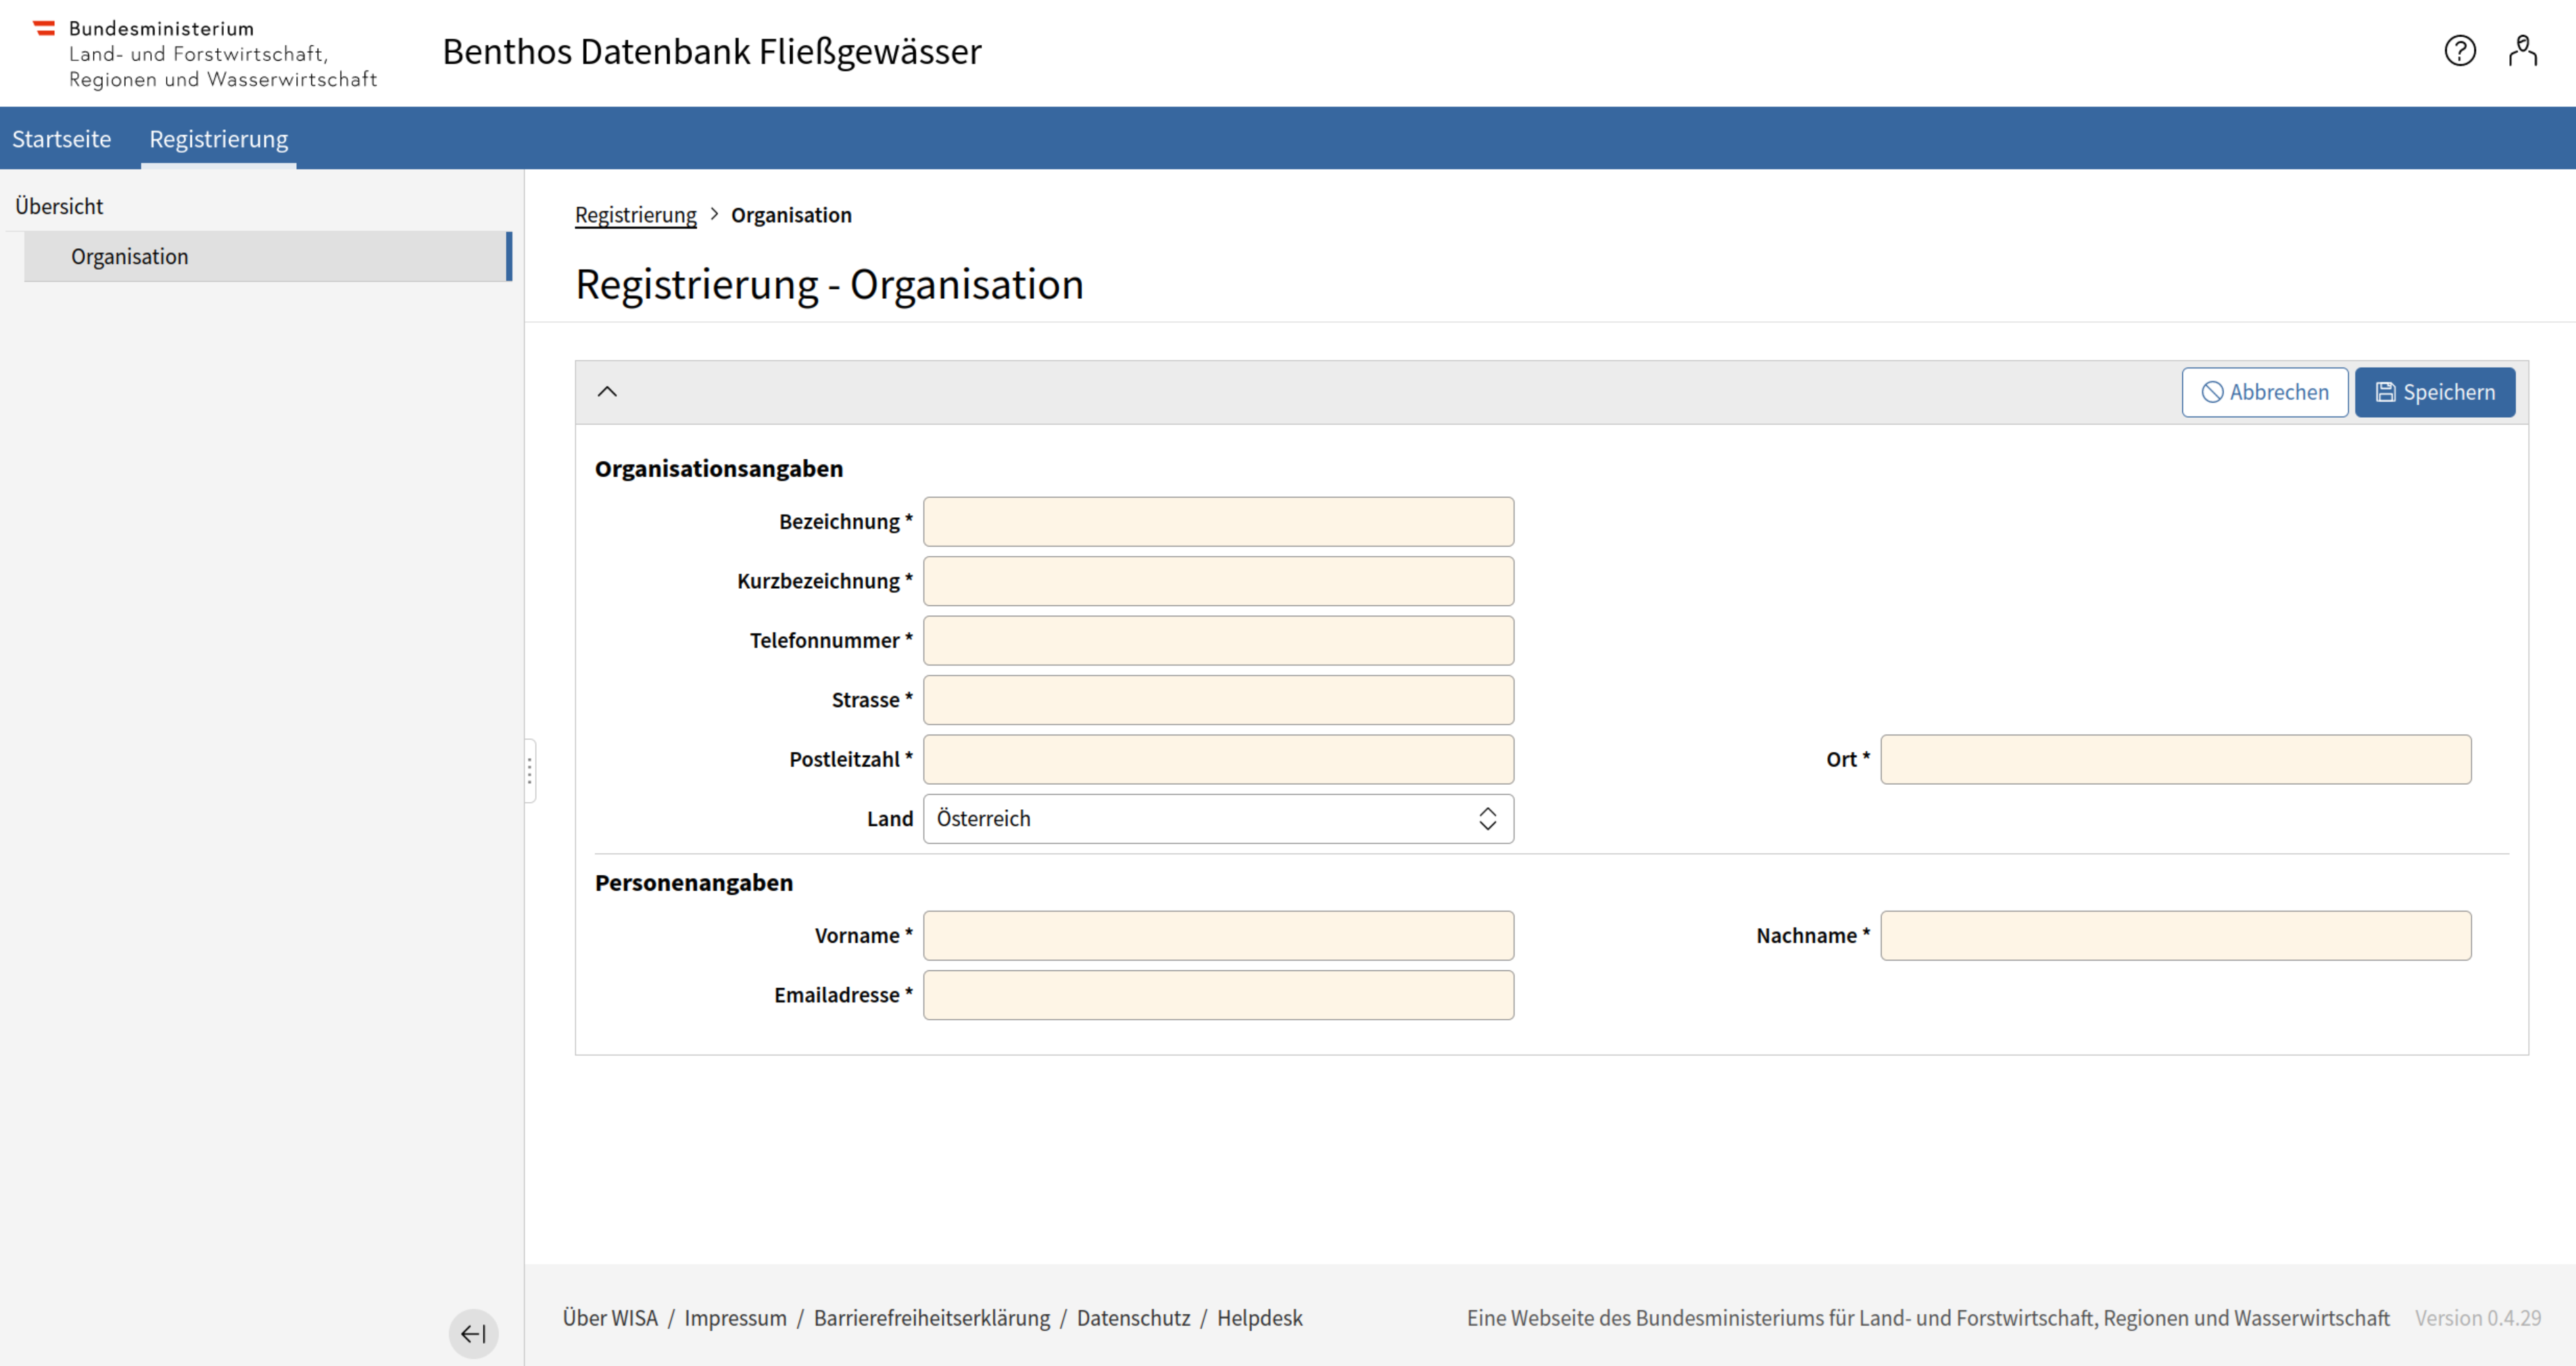 Bundesministerium
Land- und Forstwirtschaft,
Regionen und Wasserwirtschaft
Benthos Datenbank Fließgewässer
Startseite Registrierung
Übersicht
Organisation
Registrierung > Organisation
Registrierung - Organisation
Abbrechen Speichern
Organisationsangaben
Bezeichnung *
Kurzbezeichnung *
Telefonnummer *
Strasse *
Postleitzahl * Ort *
Land Österreich
Personenangaben
Vorname * Nachname *
Emailadresse *
Über WISA / Impressum / Barrierefreiheitserklärung / Datenschutz / Helpdesk Eine Webseite des Bundesministeriums für Land- und Forstwirtschaft, Regionen und Wasserwirtschaft Version 0.4.29